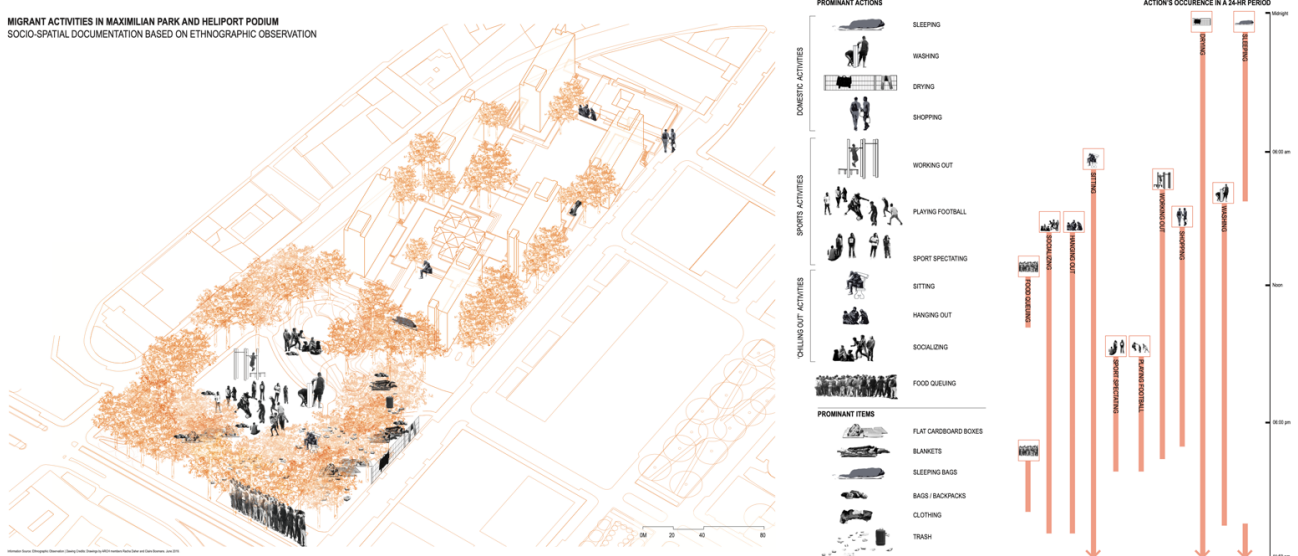 MIGRANT ACTIVITIES IN MAXIMILIAN PARK AND HELIPORT PODIUM
SOCIO-SPATIAL DOCUMENTATION BASED ON ETHNOGRAPHIC OBSERVATION
0M 20 40 80
PROMINANT ACTIONS
DOMESTIC ACTIVITIES
SLEEPING
WASHING
DRYING
SHOPPING
SPORTS ACTIVITIES
WORKING OUT
PLAYING FOOTBALL
SPORT SPECTATING
'CHILLING OUT' ACTIVITIES
SITTING
HANGING OUT
SOCIALIZING
FOOD QUEUING
PROMINANT ITEMS
FLAT CARDBOARD BOXES
BLANKETS
SLEEPING BAGS
BAGS / BACKPACKS
CLOTHING
TRASH
ACTION'S OCCURENCE IN A 24-HR PERIOD
FOOD QUEUING
SOCIALIZING
HANGING OUT
SITTING
SPORT SPECTATING
PLAYING FOOTBALL
WORKING OUT
SHOPPING
DRYING
WASHING
SLEEPING
Midnight
06:00 am
Noon
06:00 pm